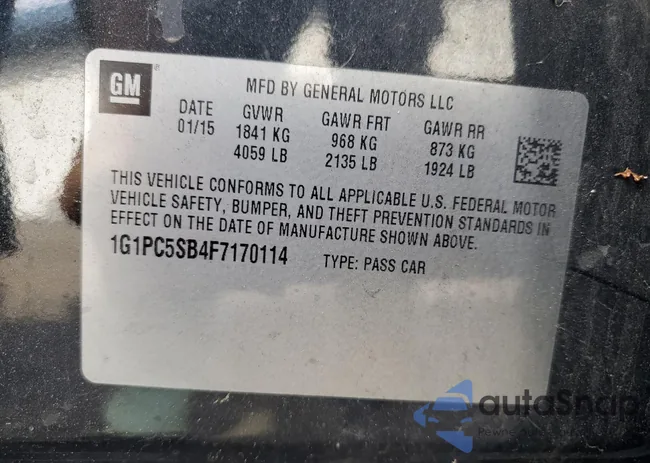 GM
MFD BY GENERAL MOTORS LLC
DATE GVWR GAWR FRT GAWR RR
01/15 1841 KG 968 KG 873 KG
4059 LB 2135 LB 1924 LB
THIS VEHICLE CONFORMS TO ALL APPLICABLE U.S. FEDERAL MOTOR
VEHICLE SAFETY, BUMPER, AND THEFT PREVENTION STANDARDS IN
EFFECT ON THE DATE OF MANUFACTURE SHOWN ABOVE.
1G1PC5SB4F7170114 TYPE: PASS CAR
autoSnap